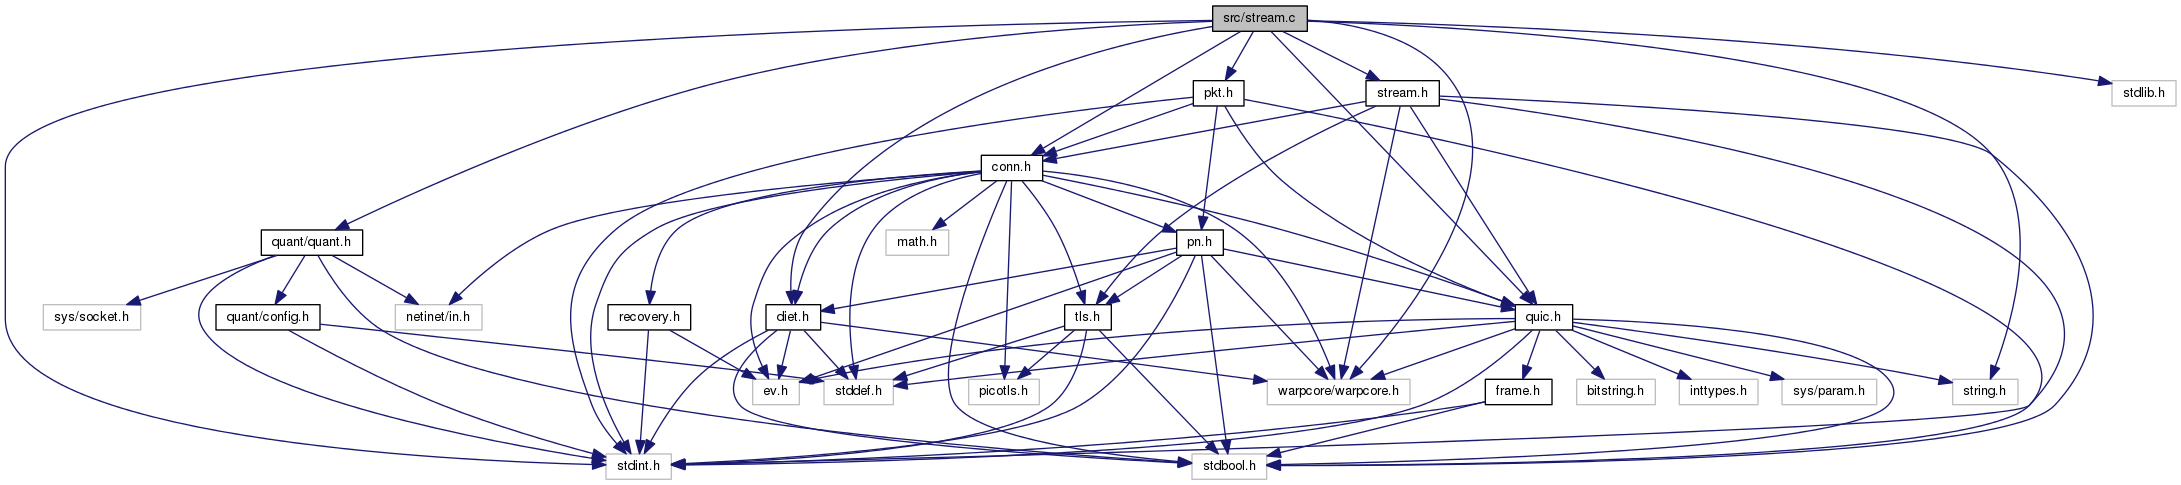 src/stream.c
pkt.h
stream.h
stdlib.h
conn.h
quant/quant.h
math.h
pn.h
sys/socket.h
quant/config.h
netinet/in.h
recovery.h
diet.h
tls.h
quic.h
ev.h
stddef.h
picotls.h
warpcore/warpcore.h
frame.h
bitstring.h
inttypes.h
sys/param.h
string.h
stdint.h
stdbool.h